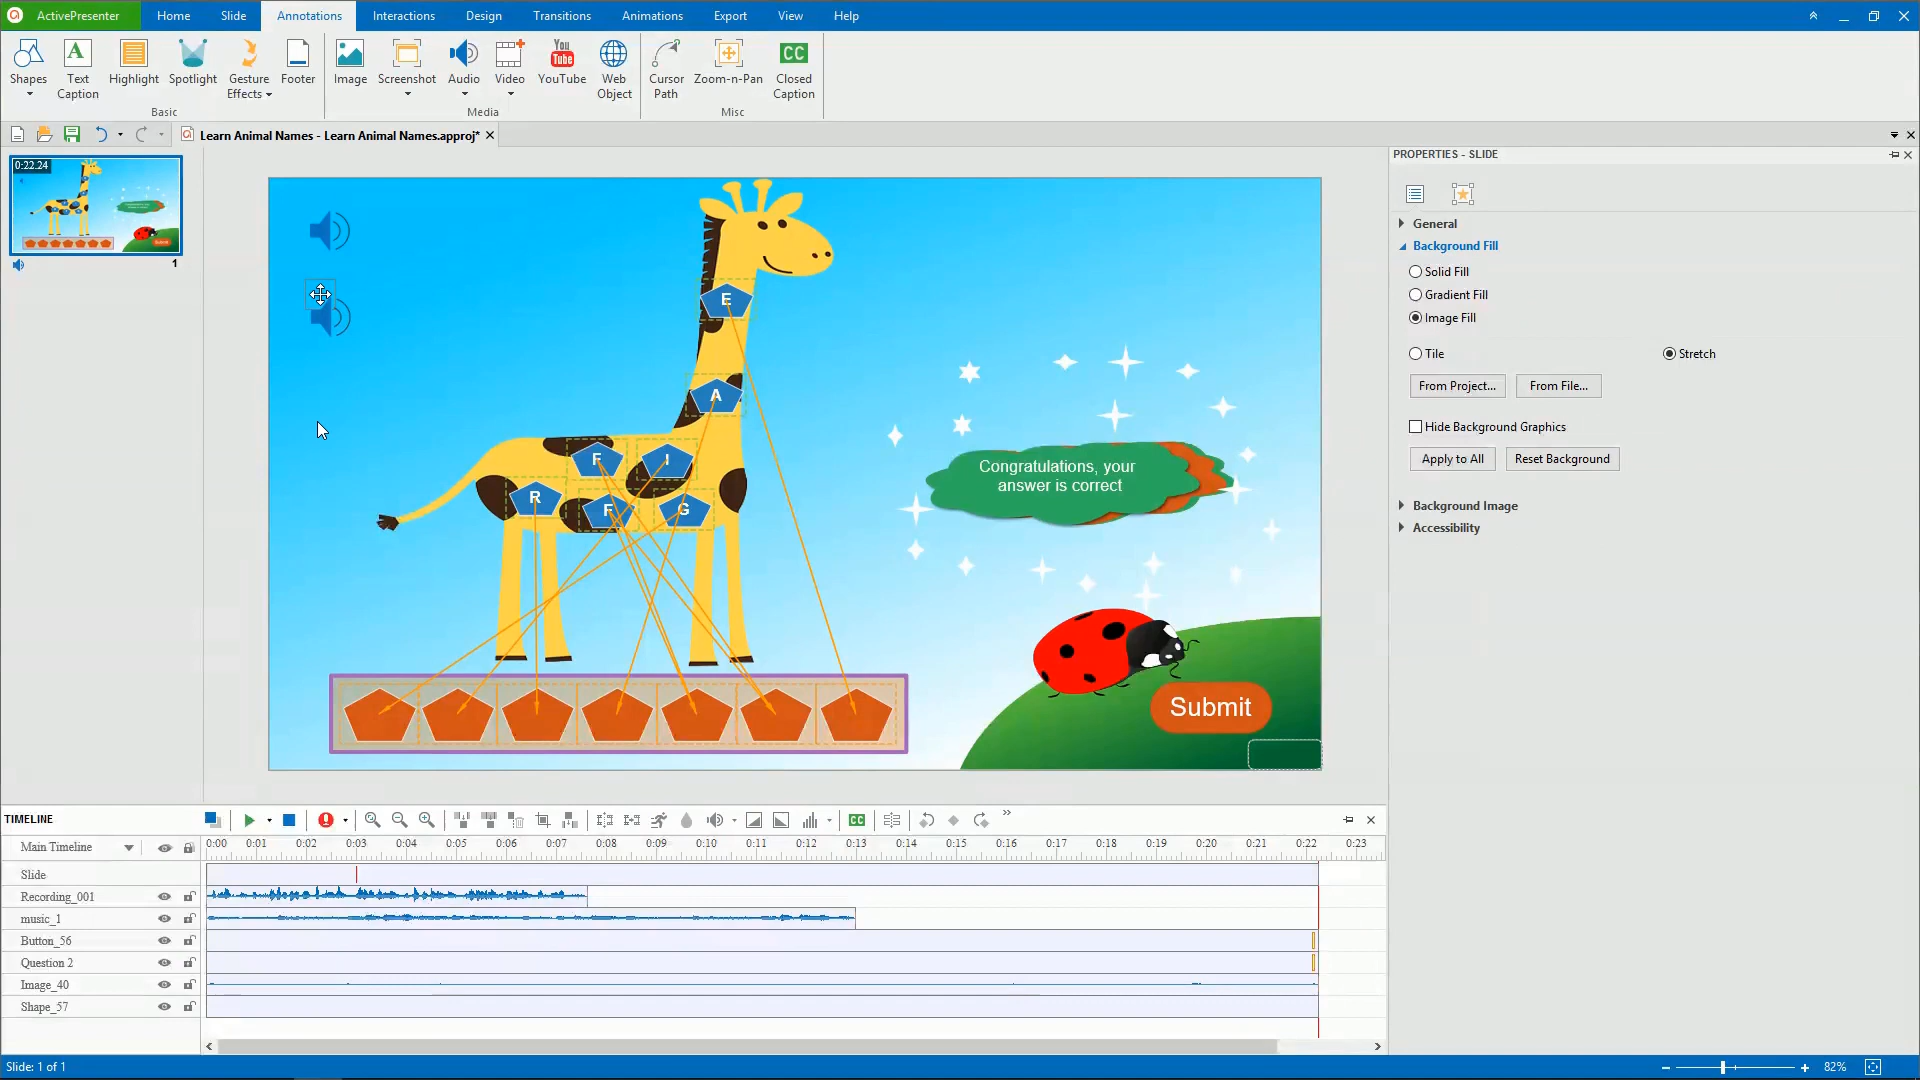 ActivePresenter
Home
Slide
Annotations
Interactions
Design
Transitions
Animations
Export
View
Help
Shapes
Text
Caption
Highlight
Spotlight
Gesture
Effects
Footer
Image
Screenshot
Audio
Video
You
Tube
YouTube
Web
Object
Cursor
Path
Zoom-n-Pan
CC
Closed
Caption
Basic
Media
Misc
Learn Animal Names - Learn Animal Names.approj*
0:22.24
1
PROPERTIES - SLIDE
General
Background Fill
Solid Fill
Gradient Fill
Image Fill
Tile
Stretch
From Project...
From File...
Hide Background Graphics
Apply to All
Reset Background
Background Image
Accessibility
E
A
F
I
R
F
G
Congratulations, your
answer is correct
Submit
TIMELINE
CC
Main Timeline
0:00 0:01 0:02 0:03 0:04 0:05 0:06 0:07 0:08 0:09 0:10 0:11 0:12 0:13 0:14 0:15 0:16 0:17 0:18 0:19 0:20 0:21 0:22 0:23
Slide
Recording_001
music_1
Button_56
Question 2
Image_40
Shape_57
Slide: 1 of 1
82%